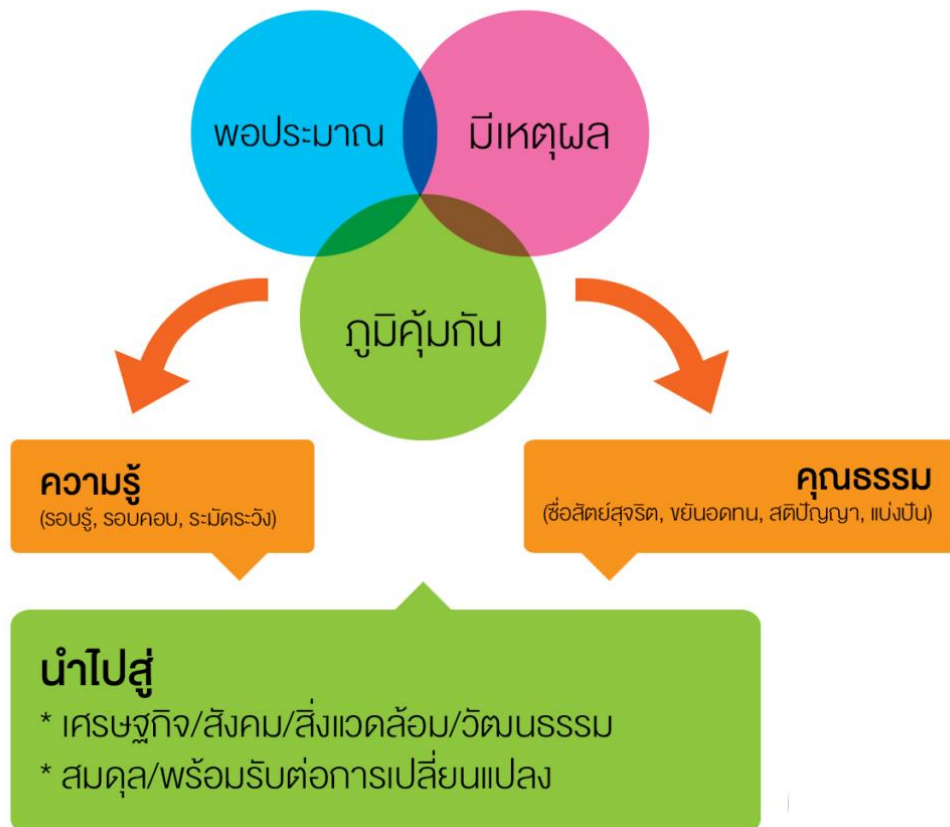 พอประมาณ
มีเหตุผล
ภูมิคุ้มกัน
ความรู้
(รอบรู้, รอบคอบ, ระมัดระวัง)
คุณธรรม
(ซื่อสัตย์สุจริต, ขยันอดทน, สติปัญญา, แบ่งปัน)
นำไปสู่
* เศรษฐกิจ/สังคม/สิ่งแวดล้อม/วัฒนธรรม
* สมดุล/พร้อมรับต่อการเปลี่ยนแปลง